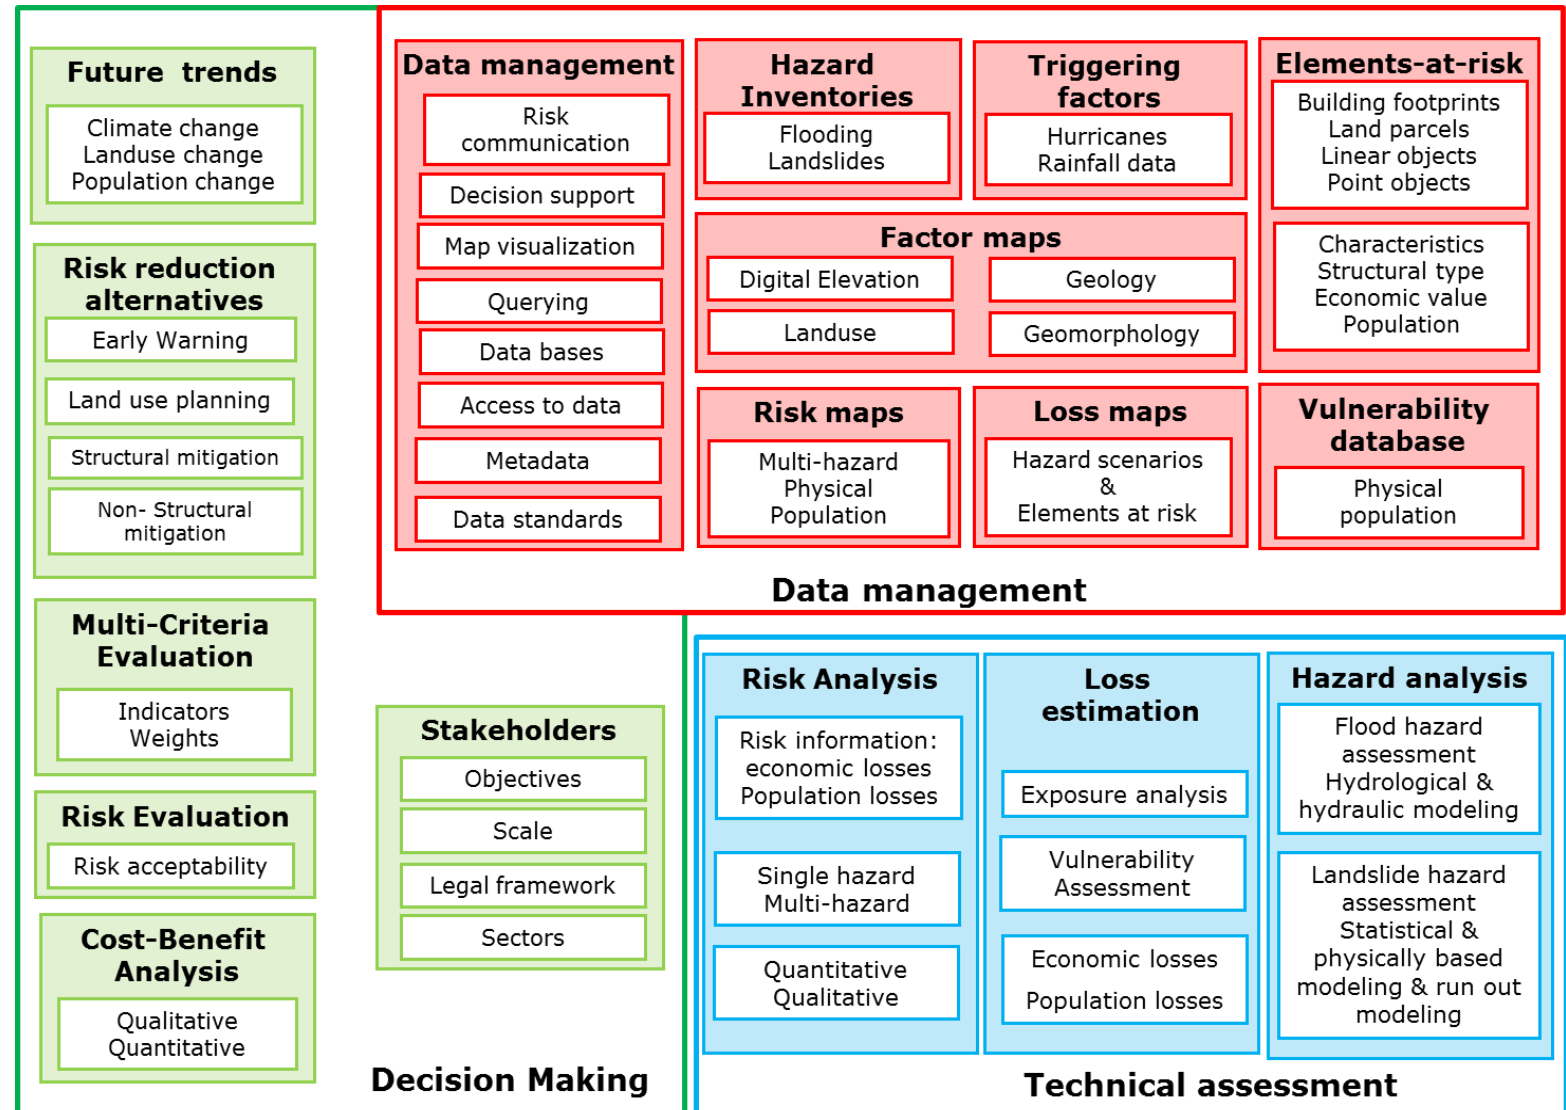 Future trends
Climate change
Landuse change
Population change
Risk reduction
alternatives
Early Warning
Land use planning
Structural mitigation
Non- Structural
mitigation
Multi-Criteria
Evaluation
Indicators
Weights
Risk Evaluation
Risk acceptability
Cost-Benefit
Analysis
Qualitative
Quantitative
Stakeholders
Objectives
Scale
Legal framework
Sectors
Decision Making
Data management
Risk
communication
Decision support
Map visualization
Querying
Data bases
Access to data
Metadata
Data standards
Hazard
Inventories
Flooding
Landslides
Triggering
factors
Hurricanes
Rainfall data
Elements-at-risk
Building footprints
Land parcels
Linear objects
Point objects
Characteristics
Structural type
Economic value
Population
Factor maps
Digital Elevation
Geology
Landuse
Geomorphology
Risk maps
Multi-hazard
Physical
Population
Loss maps
Hazard scenarios
&
Elements at risk
Vulnerability
database
Physical
population
Data management
Risk Analysis
Risk information:
economic losses
Population losses
Single hazard
Multi-hazard
Quantitative
Qualitative
Loss
estimation
Exposure analysis
Vulnerability
Assessment
Economic losses
Population losses
Hazard analysis
Flood hazard
assessment
Hydrological &
hydraulic modeling
Landslide hazard
assessment
Statistical &
physically based
modeling & run out
modeling
Technical assessment